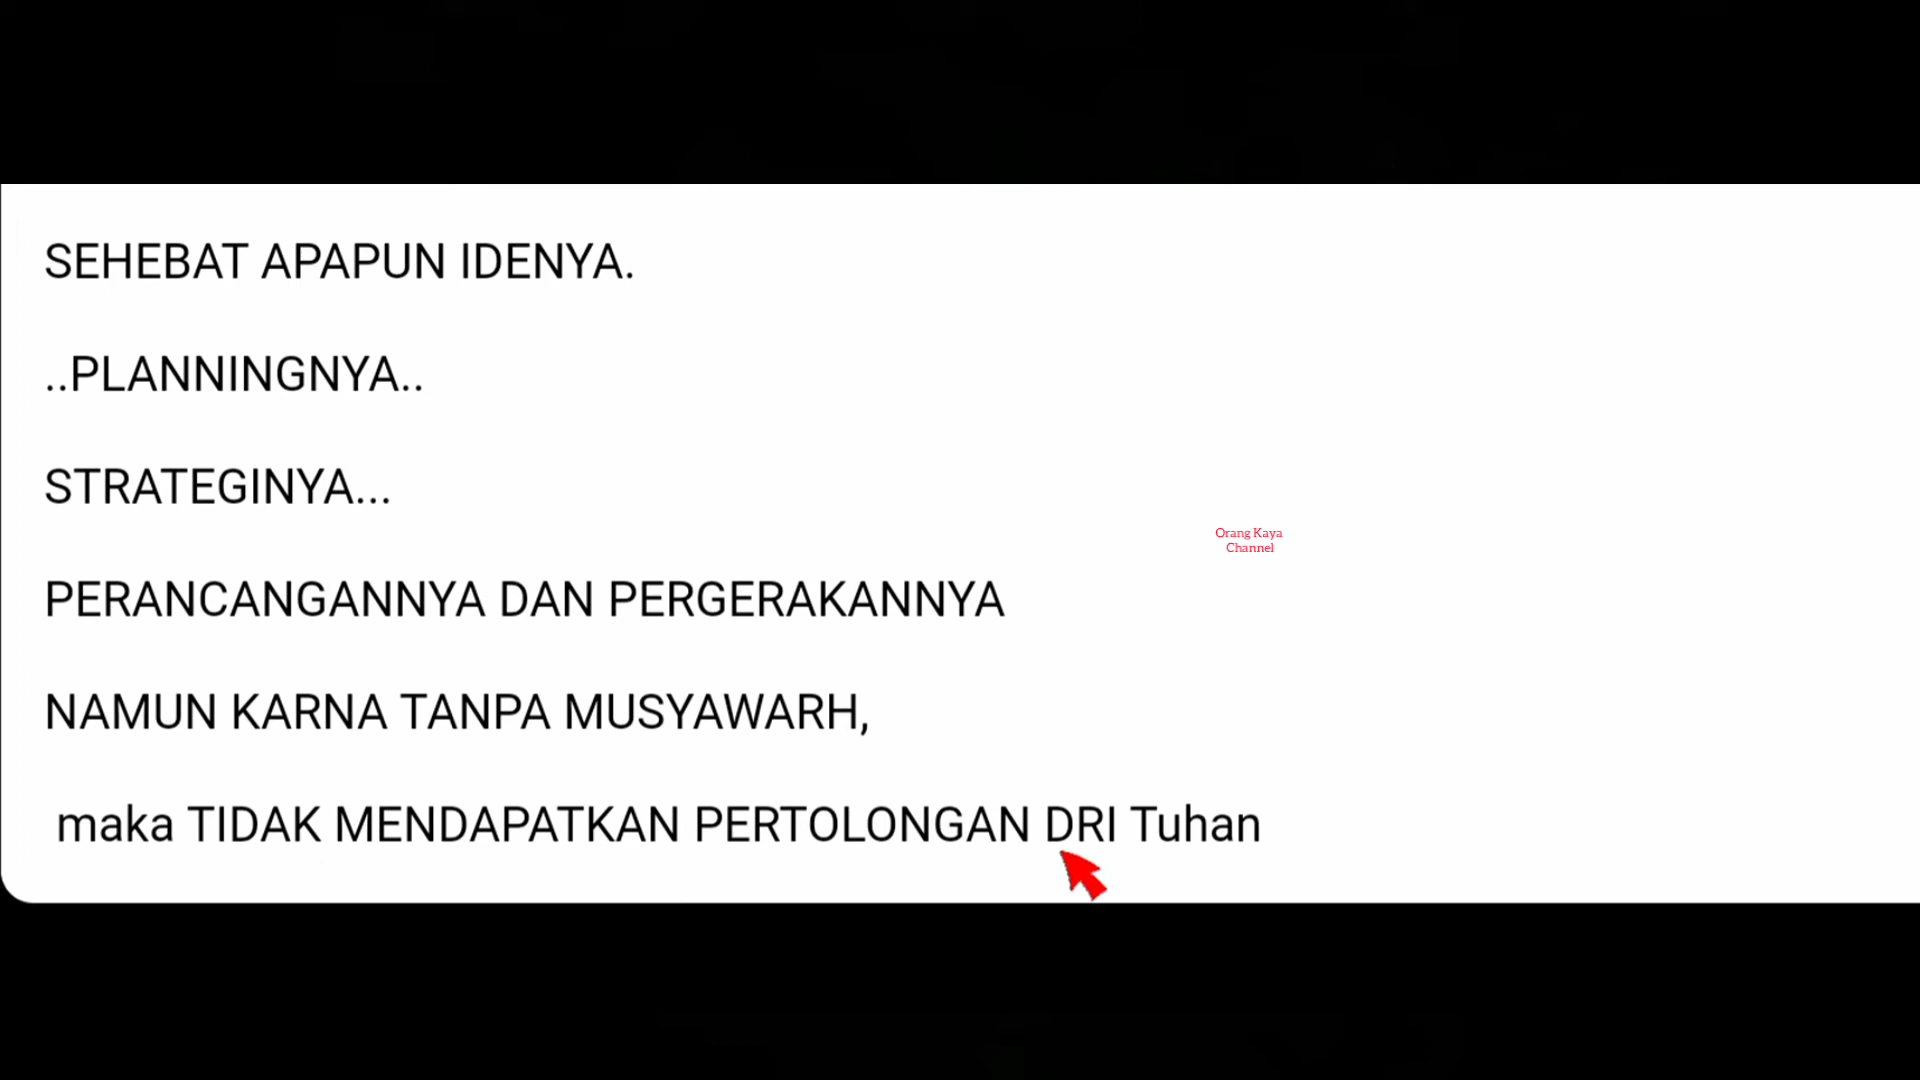 SEHEBAT APAPUN IDENYA.
..PLANNINGNYA..
STRATEGINYA...
Orang Kaya
Channel
PERANCANGANNYA DAN PERGERAKANNYA
NAMUN KARNA TANPA MUSYAWARH,
maka TIDAK MENDAPATKAN PERTOLONGAN DRI Tuhan